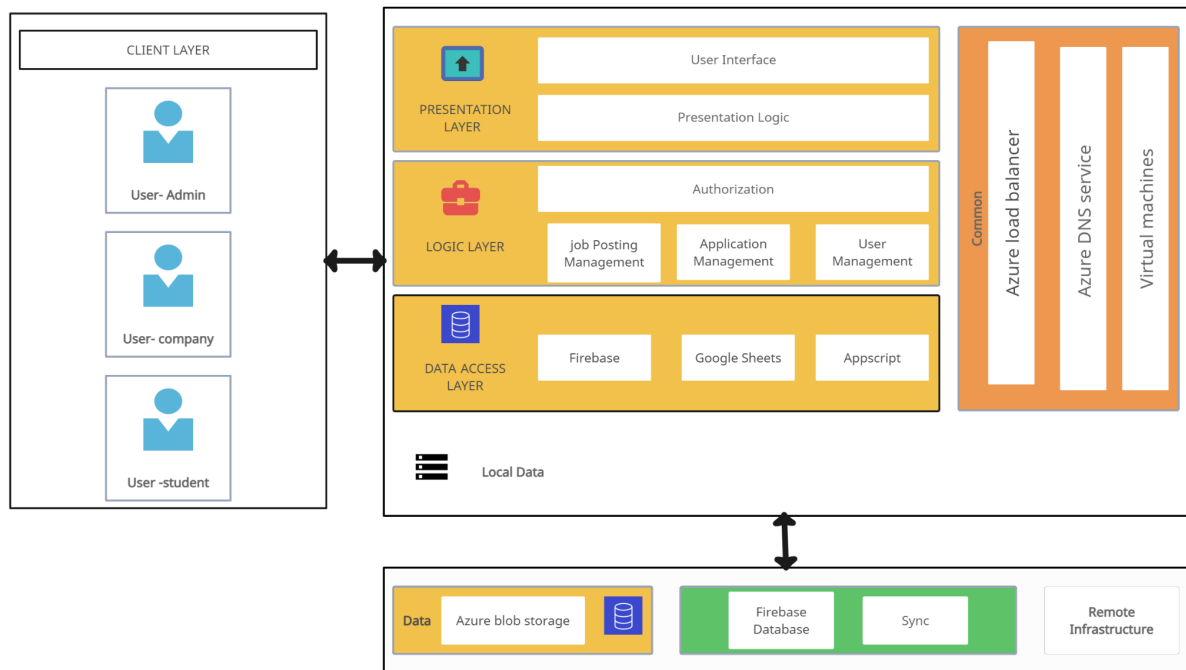 CLIENT LAYER
User- Admin
User- company
User -student
PRESENTATION
LAYER
User Interface
Presentation Logic
LOGIC LAYER
Authorization
job Posting
Management
Application
Management
User
Management
DATA ACCESS
LAYER
Firebase
Google Sheets
Appscript
Local Data
Common
Azure load balancer
Azure DNS service
Virtual machines
Data
Azure blob storage
Firebase
Database
Sync
Remote
Infrastructure